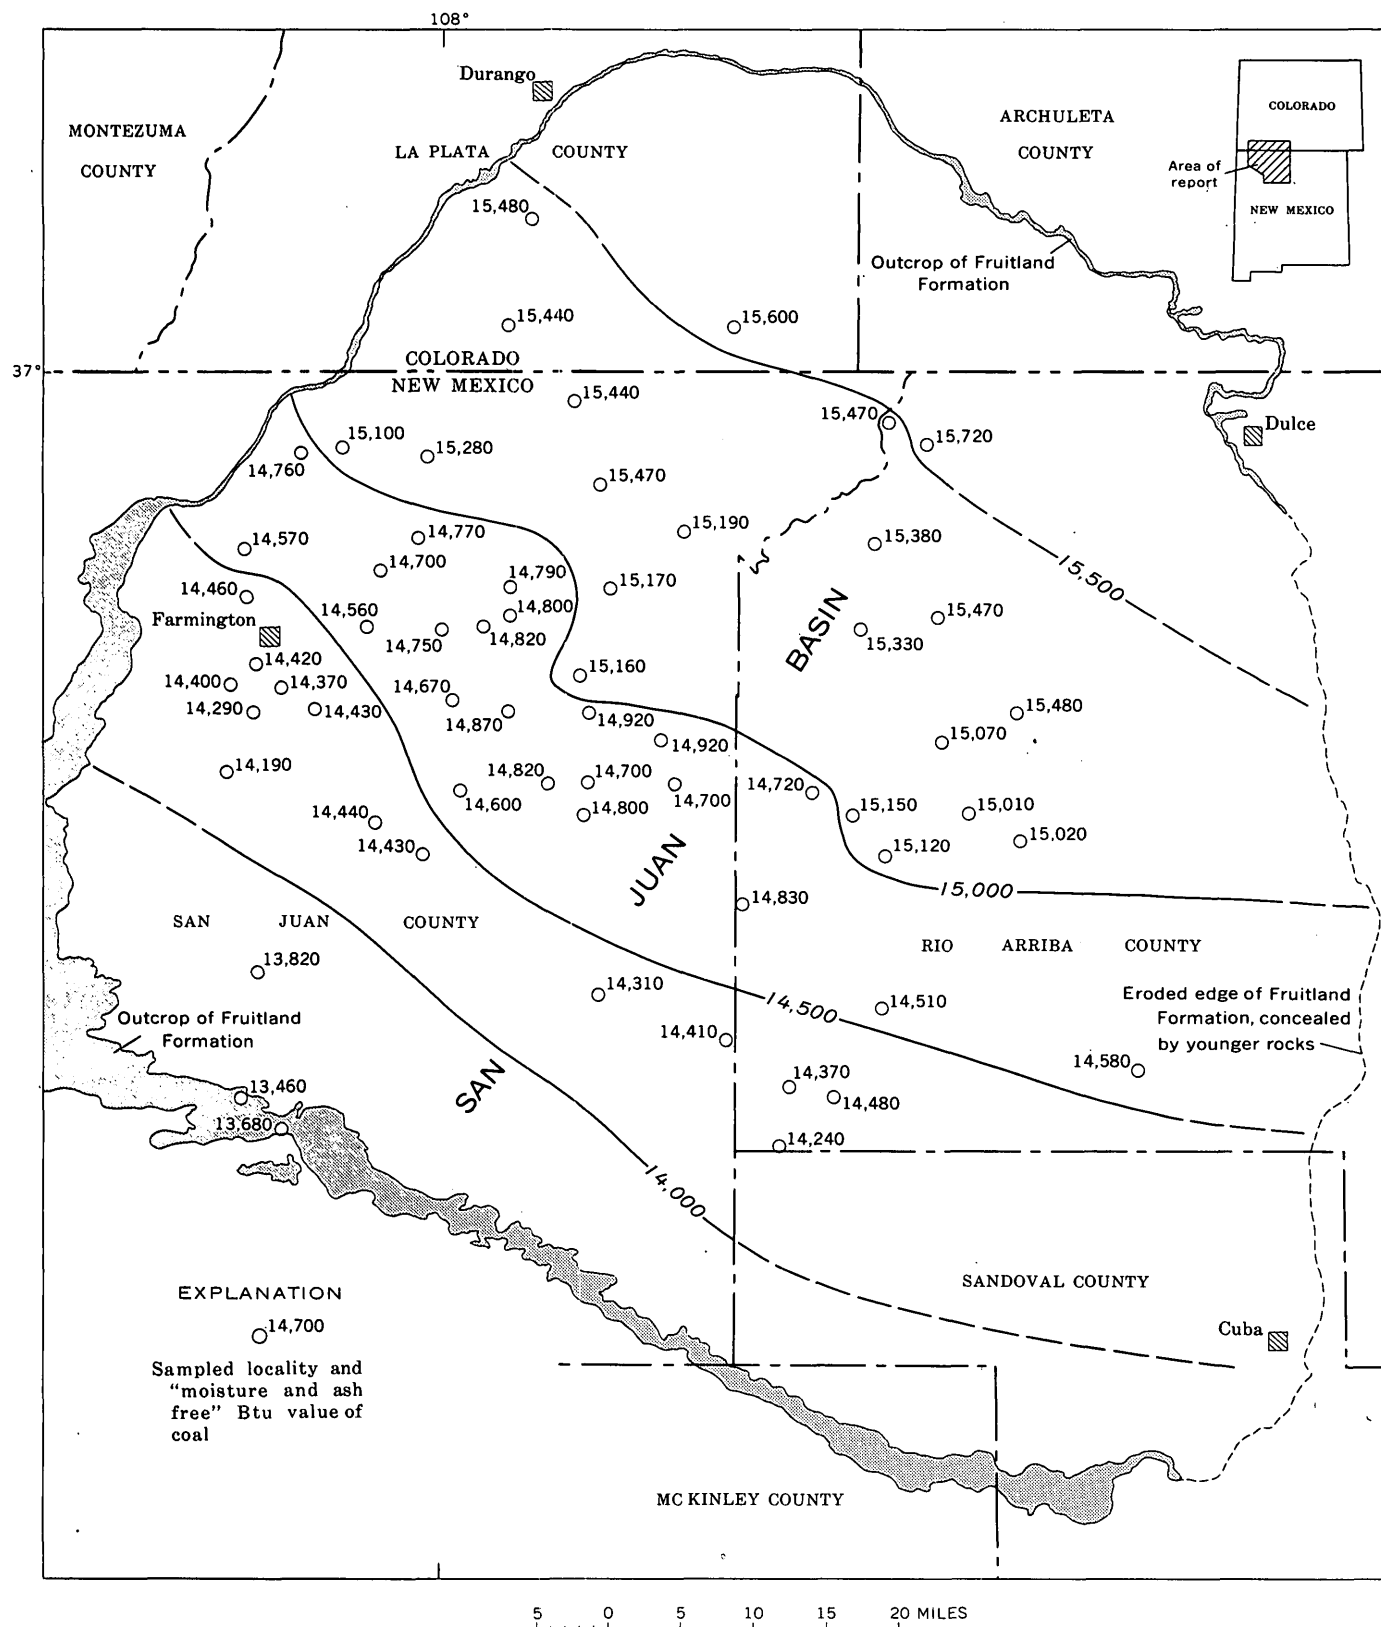 108°
Durango
MONTEZUMA
COUNTY
LA PLATA COUNTY
ARCHULETA
COUNTY
COLORADO
Area of
report
NEW MEXICO
15,480
Outcrop of Fruitland
Formation
15,440
15,600
37°
COLORADO
NEW MEXICO
15,440
15,470
15,720
Dulce
15,100
15,280
14,760
15,470
15,190
14,770
14,570
14,700
15,380
14,460
14,790
15,170
15,500
14,560
14,800
Farmington
14,750
14,820
BASIN
15,470
15,330
14,420
15,160
14,400
14,370
14,670
14,290
14,430
14,870
14,920
15,480
14,920
15,070
14,190
14,820
14,700
14,720
14,600
14,700
14,440
14,800
15,150
15,010
14,430
15,120
15,020
JUAN
15,000
14,830
SAN JUAN COUNTY
RIO ARRIBA COUNTY
13,820
14,310
14,500
14,510
Eroded edge of Fruitland
Formation, concealed
by younger rocks
Outcrop of Fruitland
Formation
14,410
14,580
SAN
13,460
14,370
14,480
13,680
14,240
14,000
SANDOVAL COUNTY
EXPLANATION
14,700
Cuba
Sampled locality and
"moisture and ash
free" Btu value of
coal
MC KINLEY COUNTY
5 0 5 10 15 20 MILES